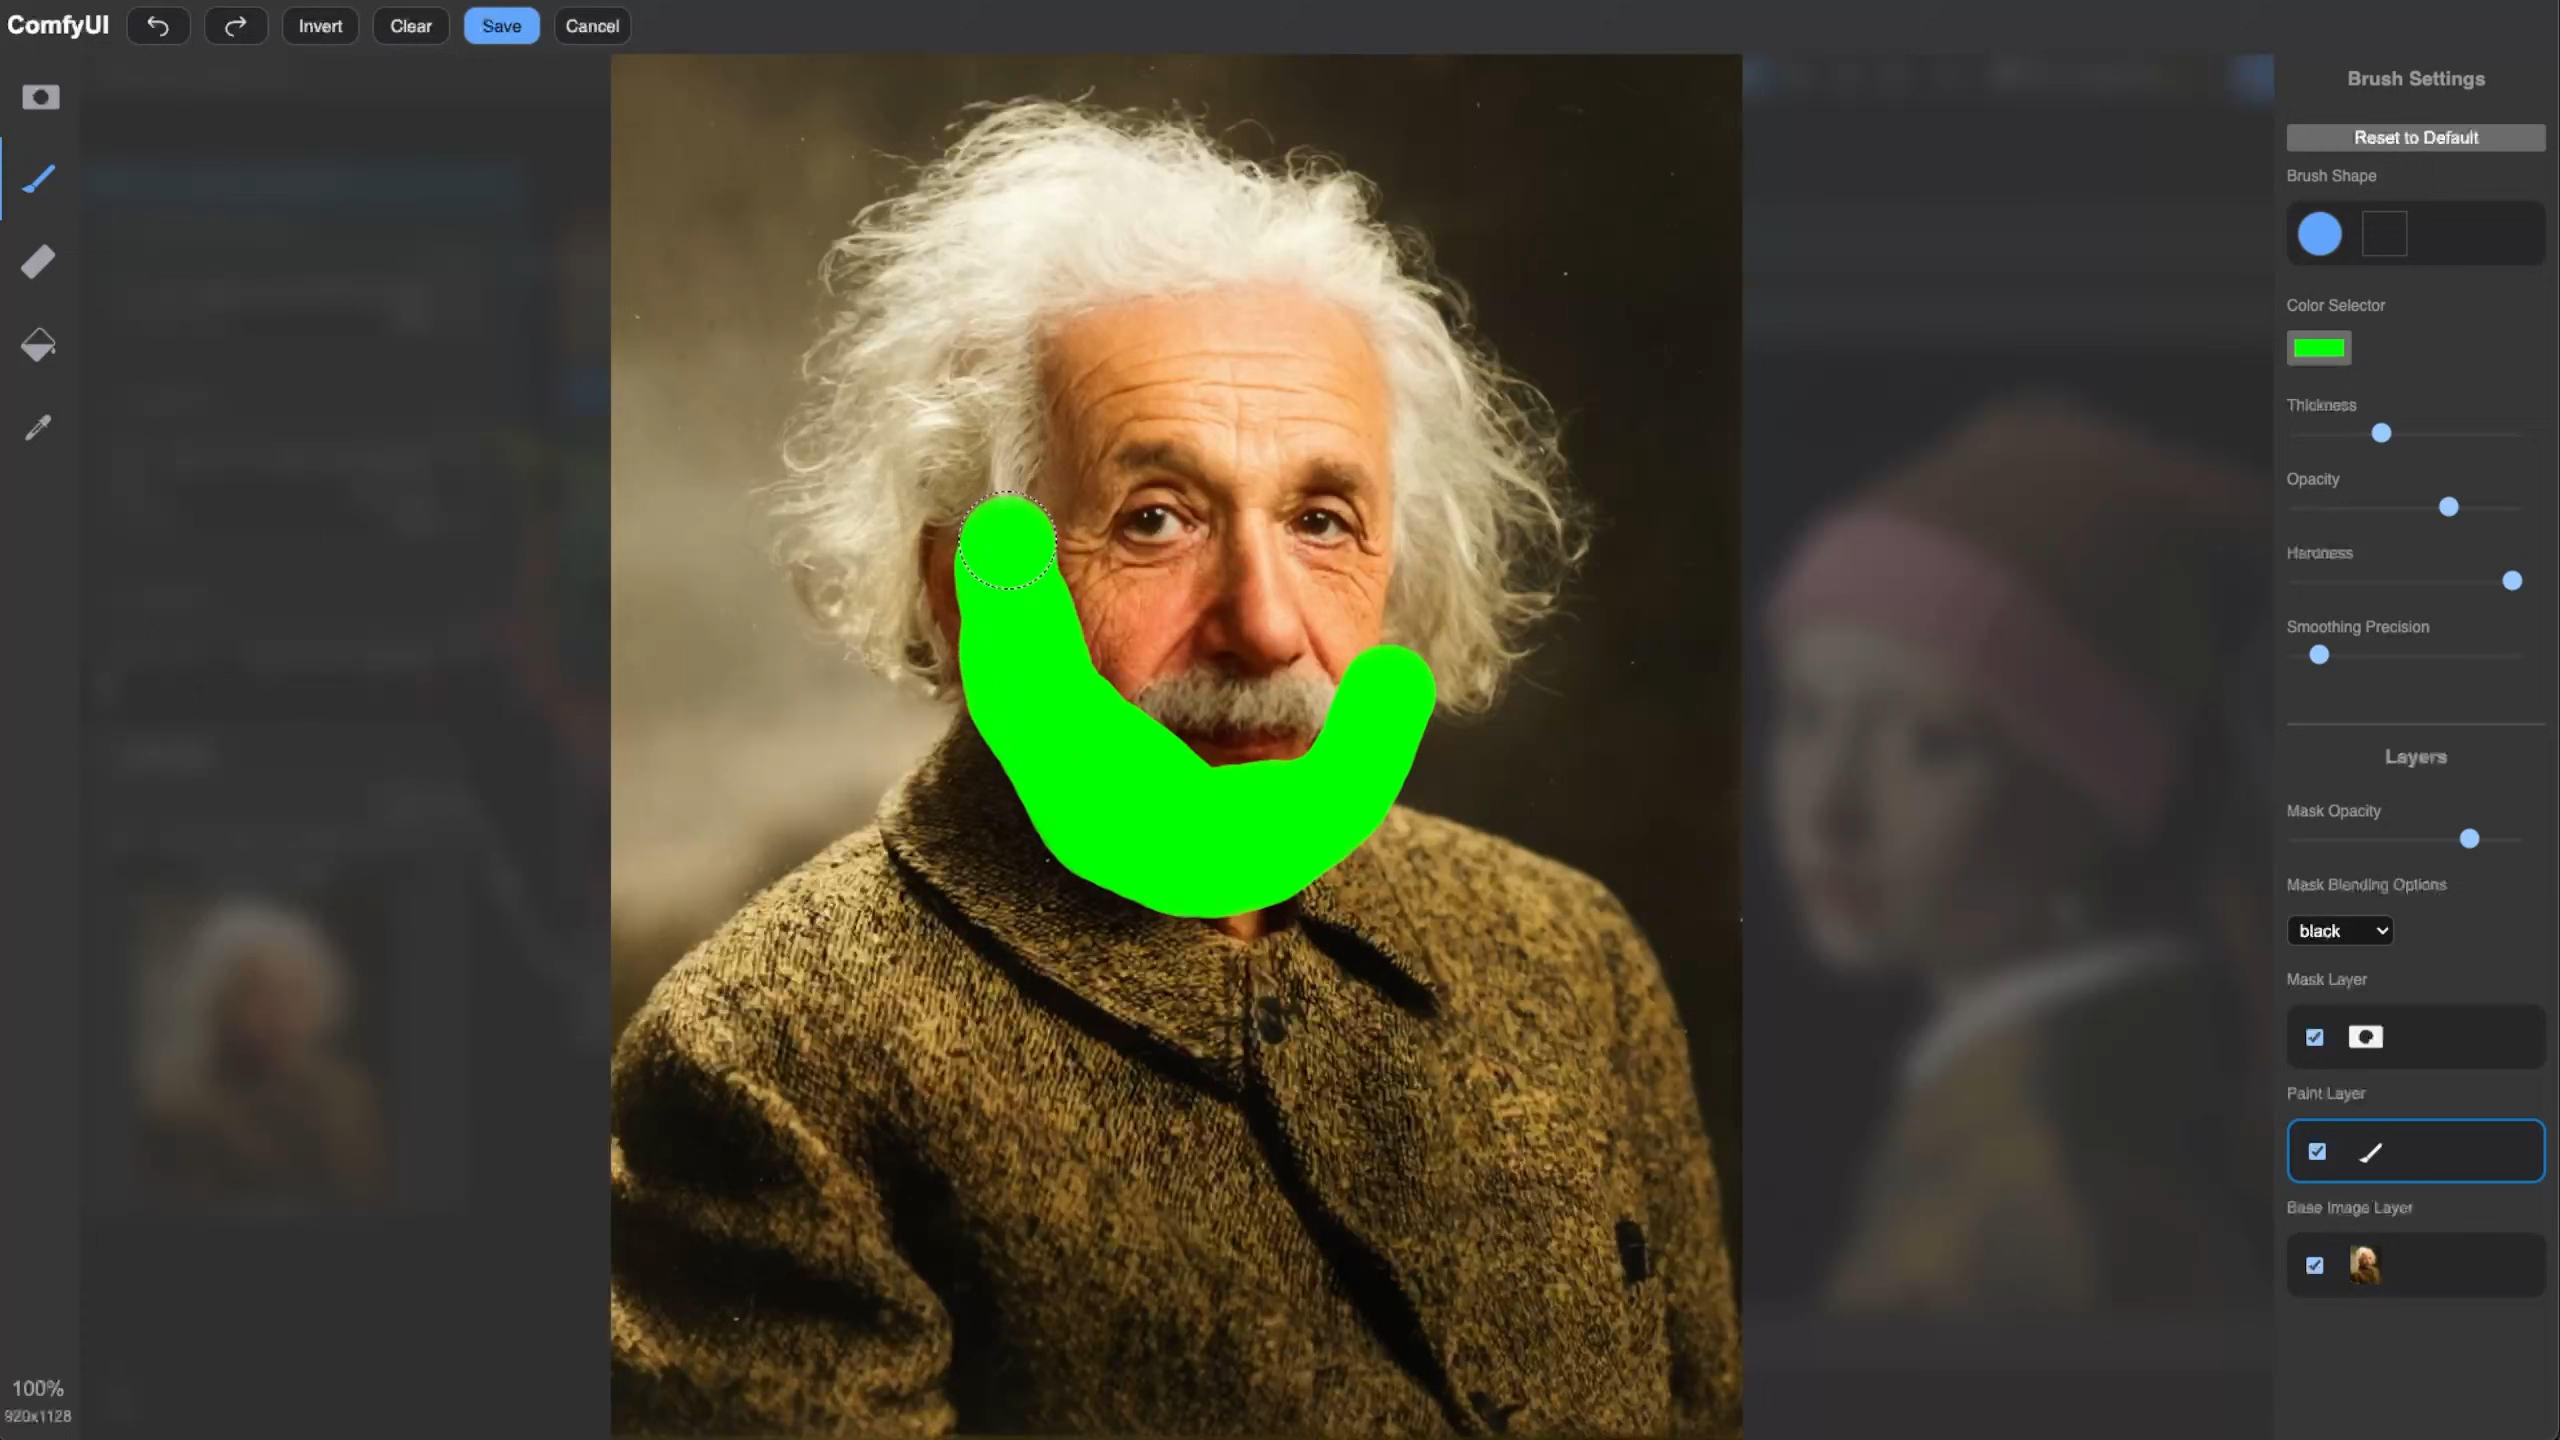 ComfyUI
Invert
Clear
Save
Cancel
Brush Settings
Reset to Default
Brush Shape
Color Selector
Thickness
Opacity
Hardness
Smoothing Precision
Layers
Mask Opacity
Mask Blending Options
black
Mask Layer
Paint Layer
Base Image Layer
100%
920x1128